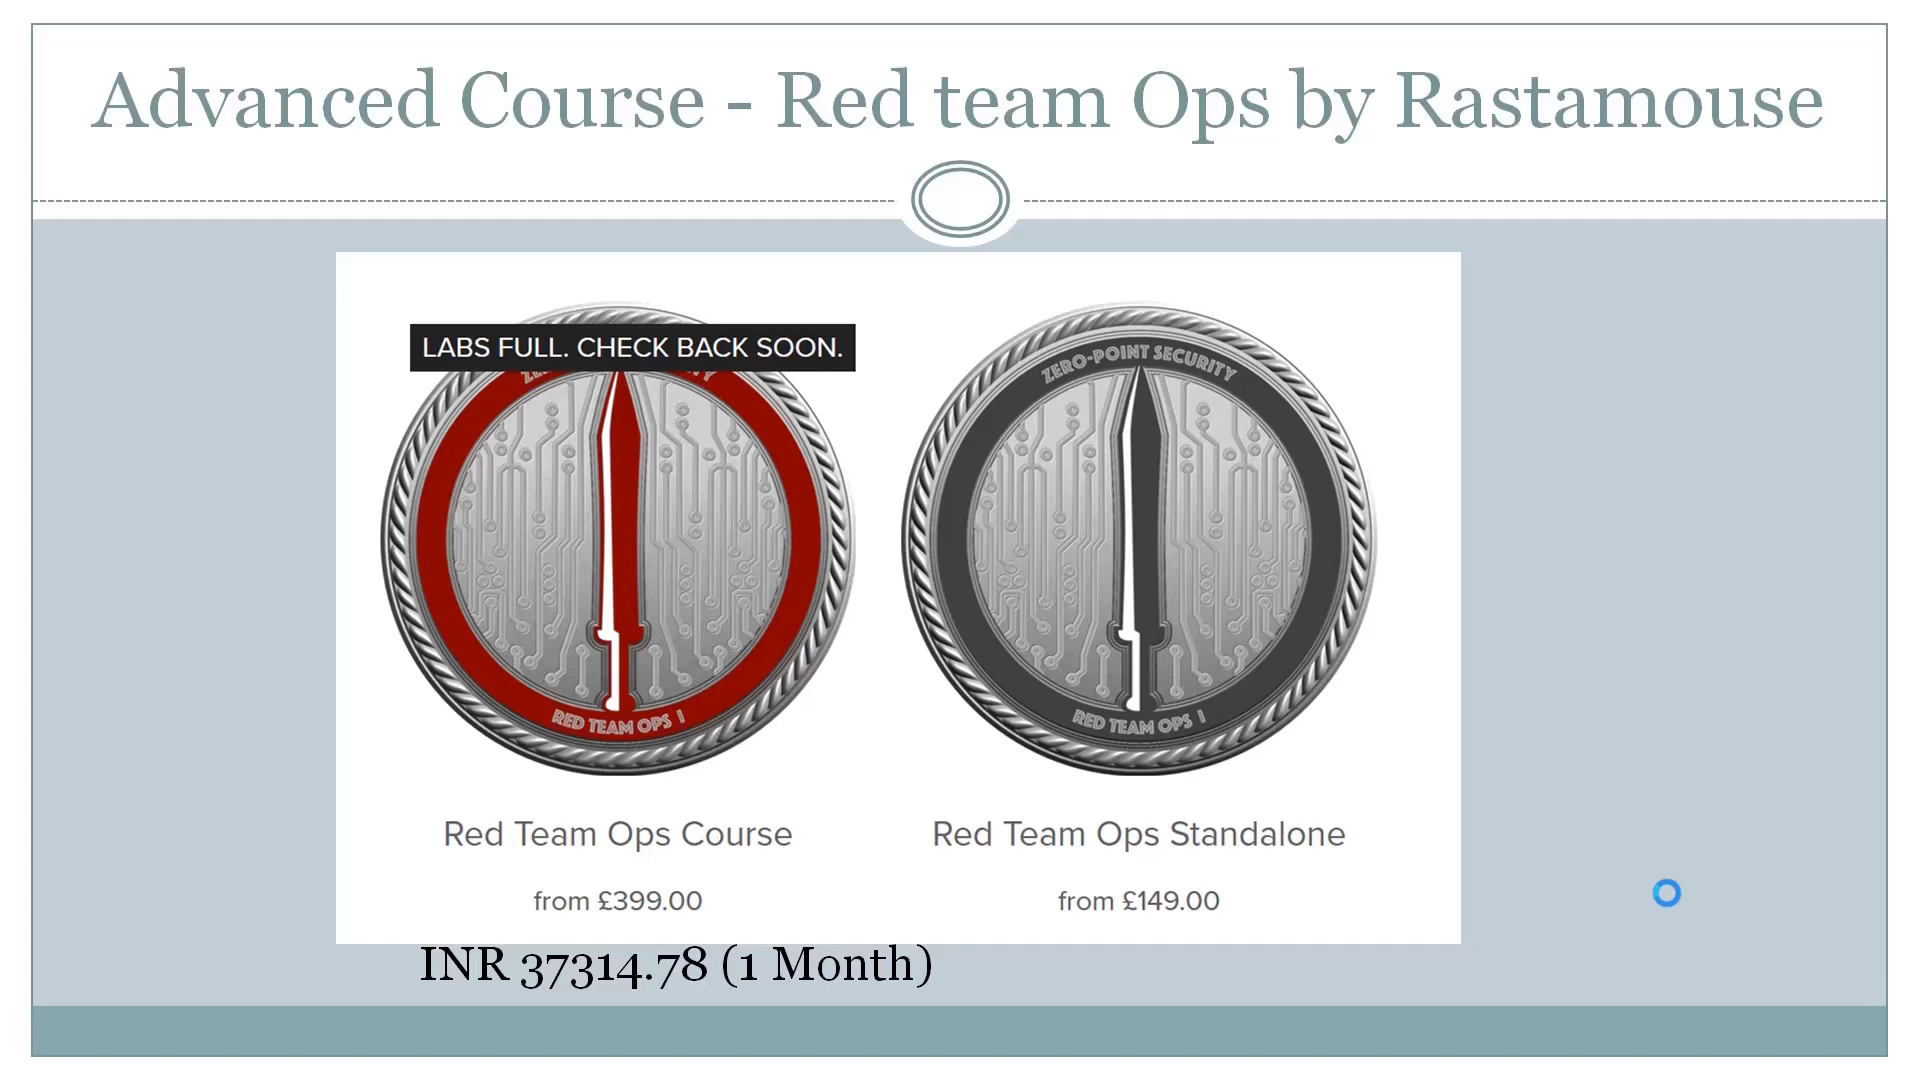 Advanced Course - Red team Ops by Rastamouse
LABS FULL. CHECK BACK SOON.
RED TEAM OPS I
ZERO-POINT SECURITY
RED TEAM OPS I
Red Team Ops Course
from £399.00
Red Team Ops Standalone
from £149.00
INR 37314.78 (1 Month)